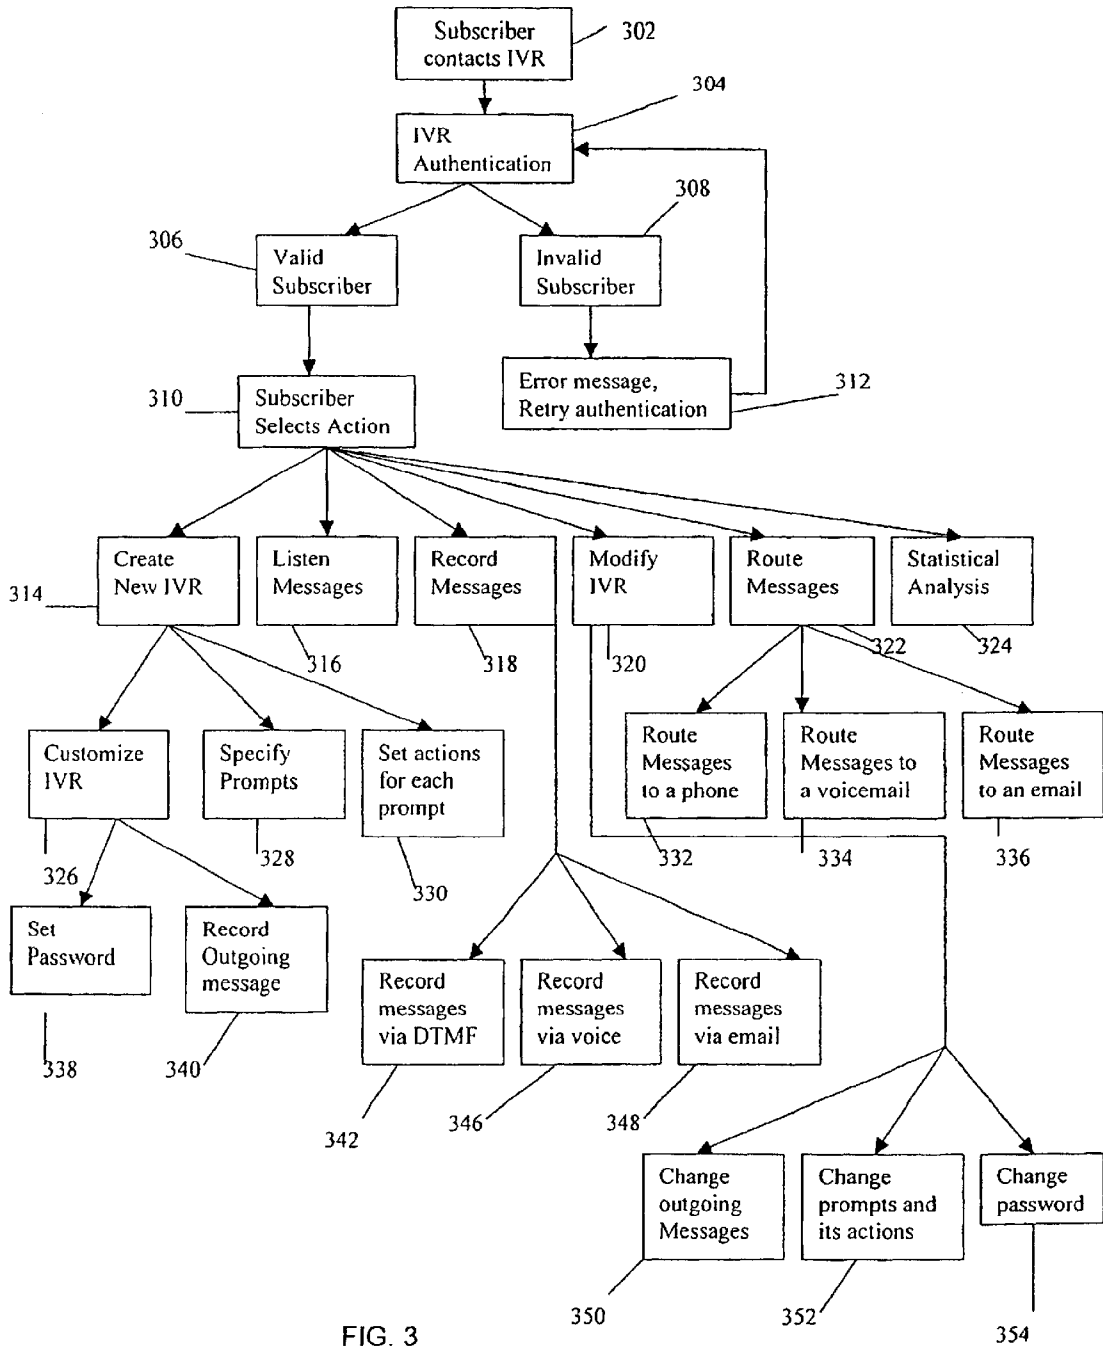 Subscriber
contacts IVR
302
304
IVR
Authentication
308
306
Valid
Subscriber
Invalid
Subscriber
310
Subscriber
Selects Action
Error message,
Retry authentication
312
314
Create
New IVR
Listen
Messages
Record
Messages
Modify
IVR
Route
Messages
Statistical
Analysis
316
318
320
322
324
Customize
IVR
Specify
Prompts
Set actions
for each
prompt
Route
Messages
to a phone
Route
Messages to
a voicemail
Route
Messages
to an email
326
328
330
332
334
336
Set
Password
Record
Outgoing
message
Record
messages
via DTMF
Record
messages
via voice
Record
messages
via email
338
340
342
346
348
Change
outgoing
Messages
Change
prompts and
its actions
Change
password
350
352
354
FIG. 3